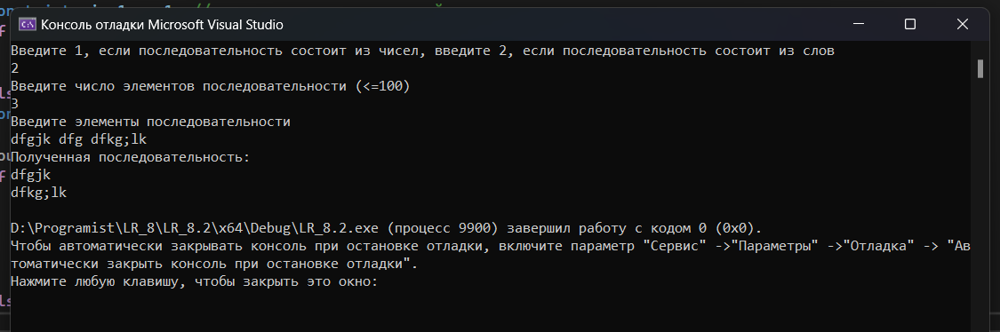 Консоль отладки Microsoft Visual Studio
Введите 1, если последовательность состоит из чисел, введите 2, если последовательность состоит из слов
2
Введите число элементов последовательности (<=100)
3
Введите элементы последовательности
dfgjk dfg dfkg;lk
Полученная последовательность:
dfgjk
dfkg;lk
D:\Programist\LR_8\LR_8.2\x64\Debug\LR_8.2.exe (процесс 9900) завершил работу с кодом 0 (0x0).
Чтобы автоматически закрывать консоль при остановке отладки, включите параметр "Сервис" ->"Параметры" ->"Отладка" -> "Ав
томатически закрыть консоль при остановке отладки".
Нажмите любую клавишу, чтобы закрыть это окно: